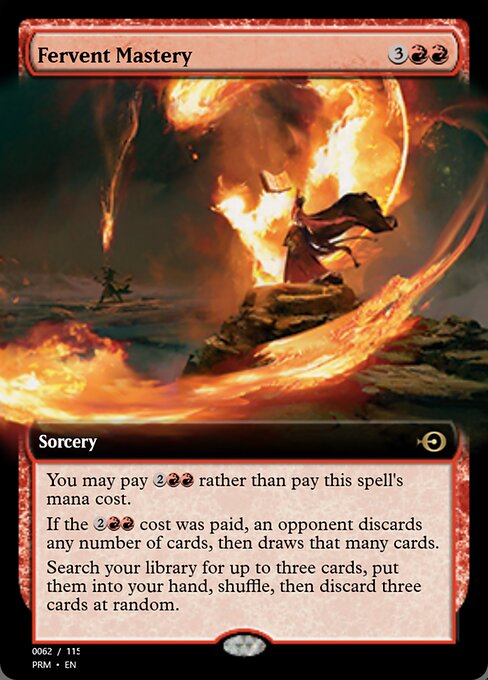 Fervent Mastery 3
Sorcery
You may pay 2 rather than pay this spell's
mana cost.
If the 2 cost was paid, an opponent discards
any number of cards, then draws that many cards.
Search your library for up to three cards, put
them into your hand, shuffle, then discard three
cards at random.
0062 / 115
PRM • EN